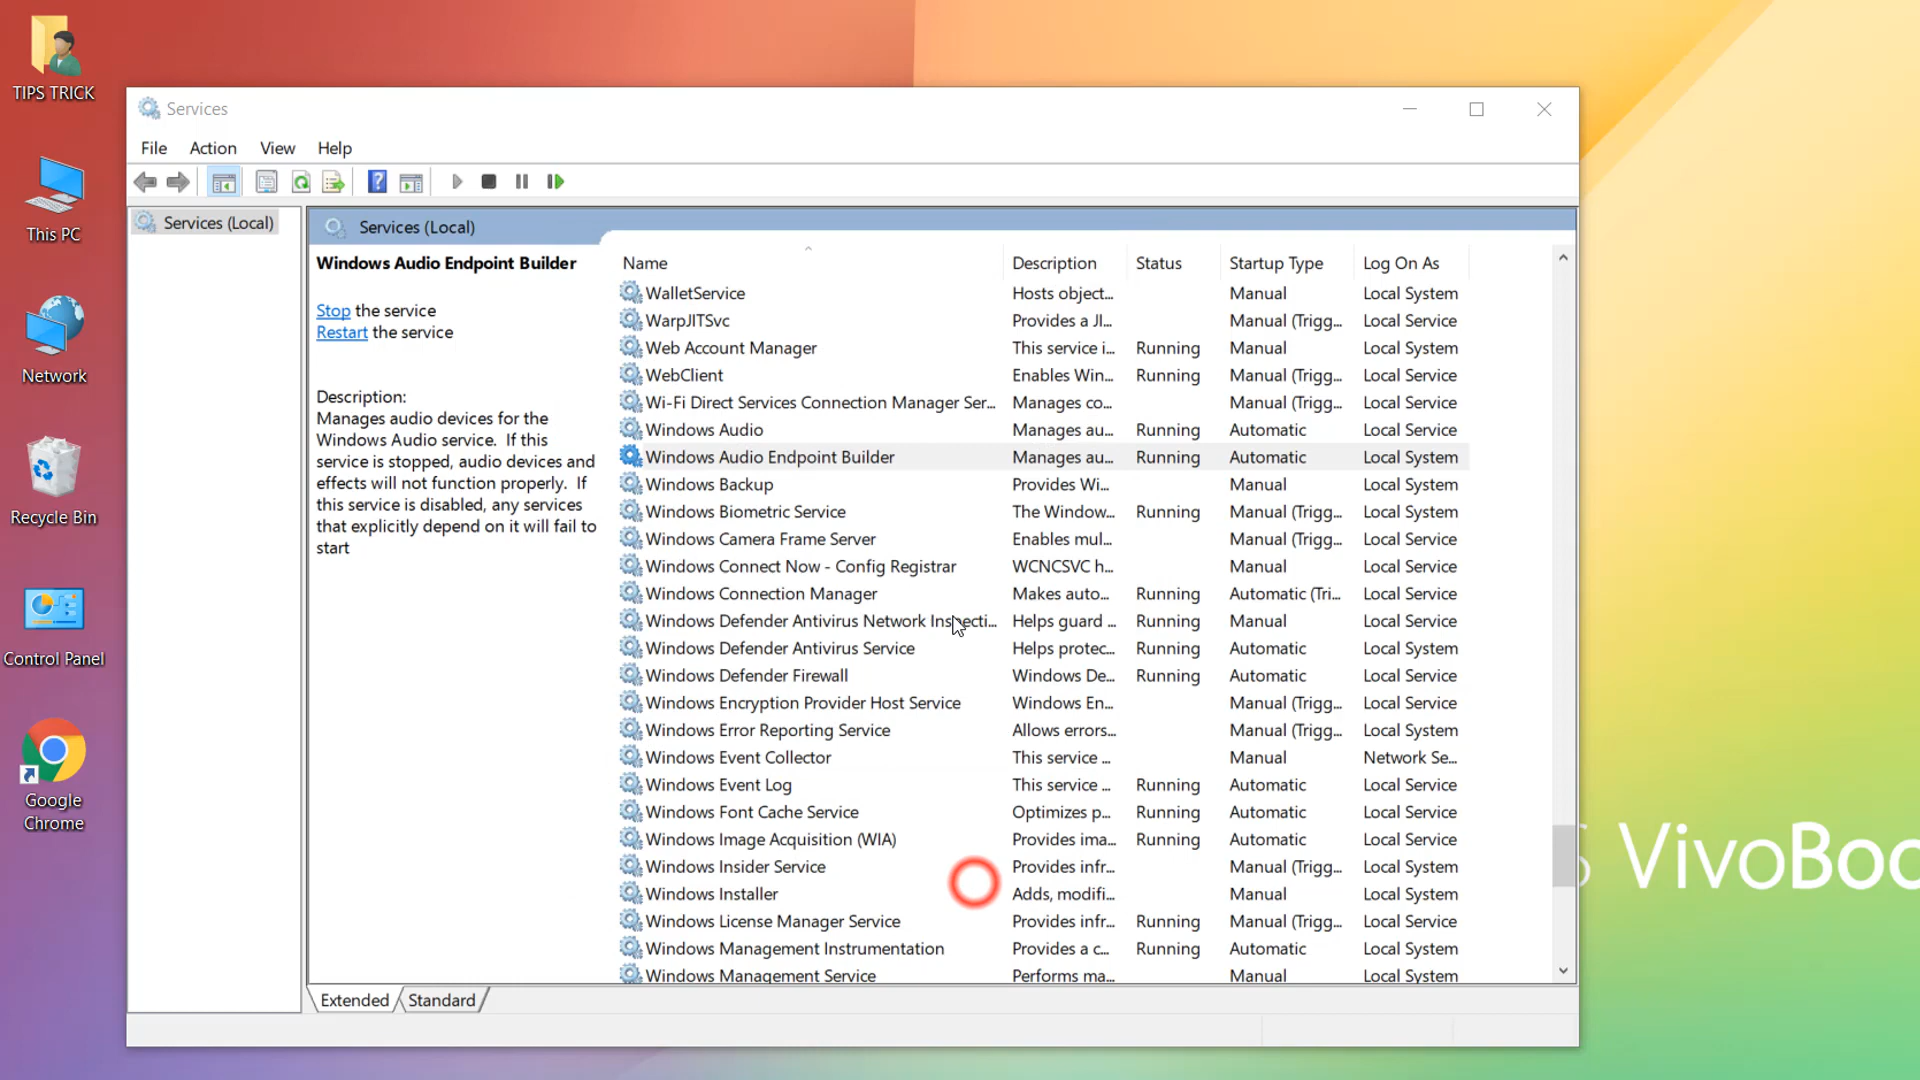 TIPS TRICK
This PC
Network
Recycle Bin
Control Panel
Google
Chrome
Services
File Action View Help
Services (Local)
Services (Local)
Windows Audio Endpoint Builder
Stop the service
Restart the service
Description:
Manages audio devices for the
Windows Audio service. If this
service is stopped, audio devices and
effects will not function properly. If
this service is disabled, any services
that explicitly depend on it will fail to
start
Name Description Status Startup Type Log On As
WalletService Hosts object... Manual Local System
WarpJITSvc Provides a JI... Manual (Trigg... Local Service
Web Account Manager This service i... Running Manual Local System
WebClient Enables Win... Running Manual (Trigg... Local Service
Wi-Fi Direct Services Connection Manager Ser... Manages co... Manual (Trigg... Local Service
Windows Audio Manages au... Running Automatic Local Service
Windows Audio Endpoint Builder Manages au... Running Automatic Local System
Windows Backup Provides Wi... Manual Local System
Windows Biometric Service The Window... Running Manual (Trigg... Local System
Windows Camera Frame Server Enables mul... Manual (Trigg... Local Service
Windows Connect Now - Config Registrar WCNCSVC h... Manual Local Service
Windows Connection Manager Makes auto... Running Automatic (Tri... Local Service
Windows Defender Antivirus Network Inspecti... Helps guard ... Running Manual Local Service
Windows Defender Antivirus Service Helps protec... Running Automatic Local System
Windows Defender Firewall Windows De... Running Automatic Local Service
Windows Encryption Provider Host Service Windows En... Manual (Trigg... Local Service
Windows Error Reporting Service Allows errors... Manual (Trigg... Local System
Windows Event Collector This service ... Manual Network Se...
Windows Event Log This service ... Running Automatic Local Service
Windows Font Cache Service Optimizes p... Running Automatic Local Service
Windows Image Acquisition (WIA) Provides ima... Running Automatic Local Service
Windows Insider Service Provides infr... Manual (Trigg... Local System
Windows Installer Adds, modifi... Manual Local System
Windows License Manager Service Provides infr... Running Manual (Trigg... Local Service
Windows Management Instrumentation Provides a c... Running Automatic Local System
Windows Management Service Performs ma... Manual Local System
Extended Standard
S VivoBoo